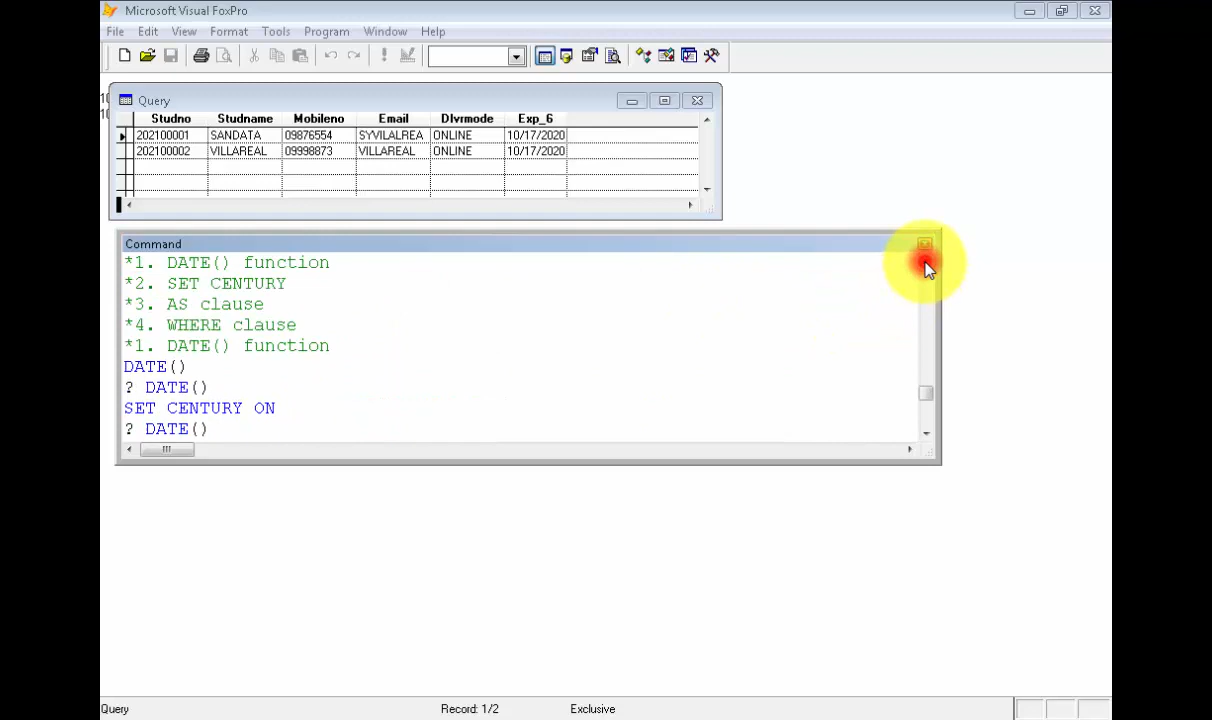 Microsoft Visual FoxPro
File Edit View Format Tools Program Window Help
Query
Studno Studname Mobileno Email Dlvrmode Exp_6
202100001 SANDATA 09876554 SYVILALREA ONLINE 10/17/2020
202100002 VILLAREAL 09998873 VILLAREAL ONLINE 10/17/2020
Command
*1. DATE() function
*2. SET CENTURY
*3. AS clause
*4. WHERE clause
*1. DATE() function
DATE()
? DATE()
SET CENTURY ON
? DATE()
Query Record: 1/2 Exclusive